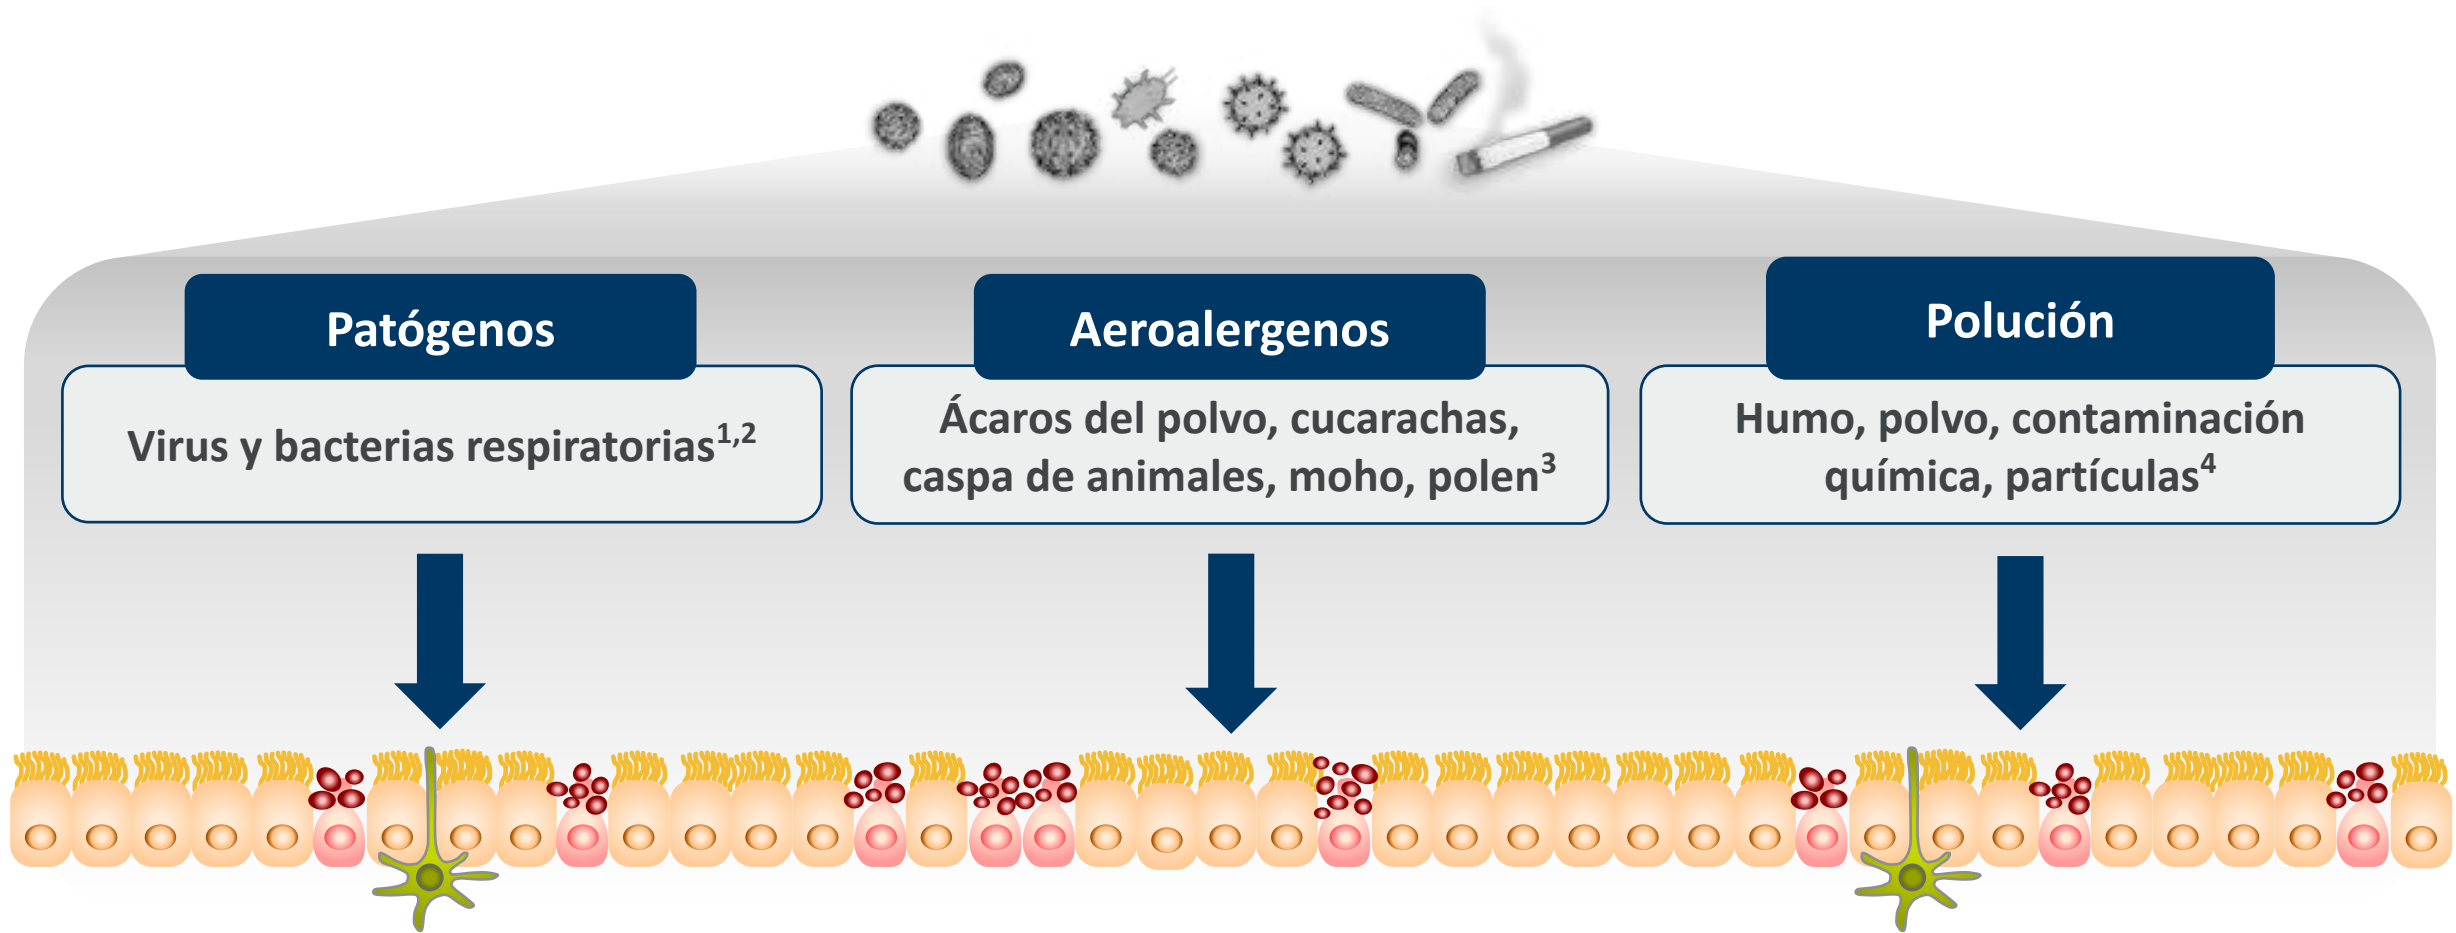 Patógenos
Virus y bacterias respiratorias1,2
Aeroalergenos
Ácaros del polvo, cucarachas,
caspa de animales, moho, polen3
Polución
Humo, polvo, contaminación
química, partículas4